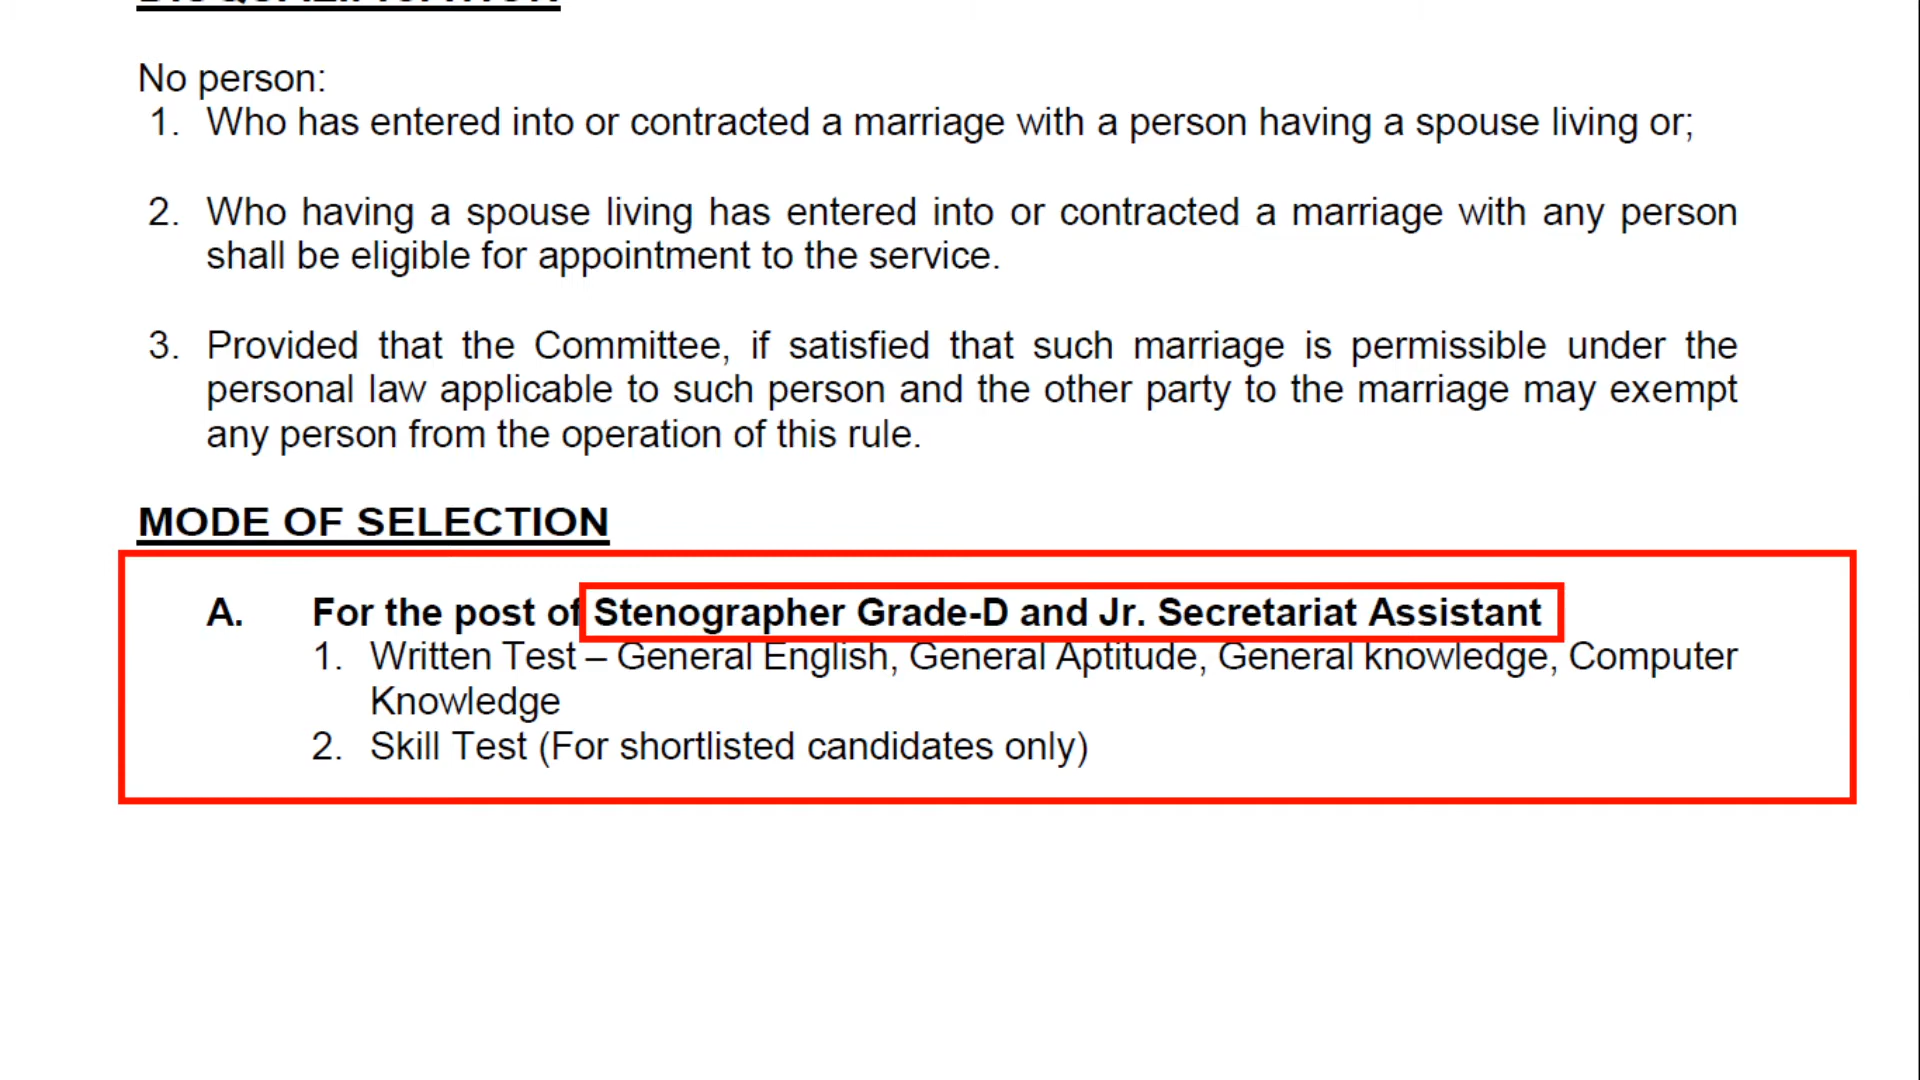 DISQUALIFICATION
No person:
1. Who has entered into or contracted a marriage with a person having a spouse living or;
2. Who having a spouse living has entered into or contracted a marriage with any person
shall be eligible for appointment to the service.
3. Provided that the Committee, if satisfied that such marriage is permissible under the
personal law applicable to such person and the other party to the marriage may exempt
any person from the operation of this rule.
MODE OF SELECTION
A. For the post of Stenographer Grade-D and Jr. Secretariat Assistant
1. Written Test – General English, General Aptitude, General knowledge, Computer
Knowledge
2. Skill Test (For shortlisted candidates only)